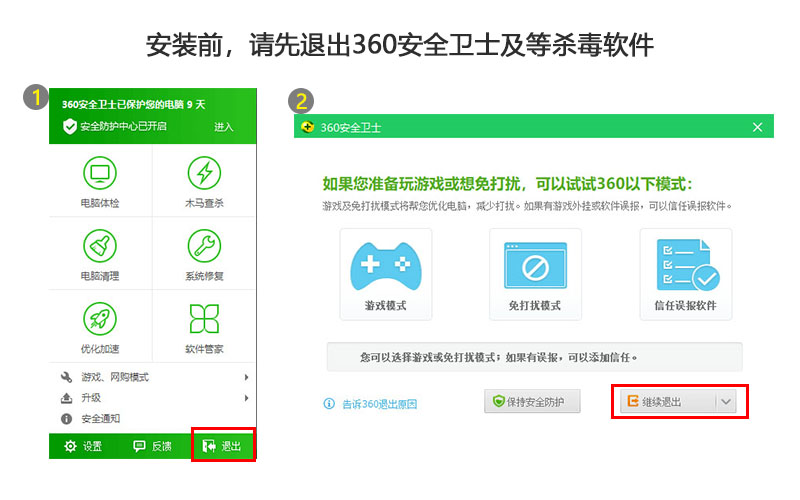 安装前，请先退出360安全卫士及等杀毒软件
1
360安全卫士已保护您的电脑 9 天
安全防护中心已开启 进入
电脑体检 木马查杀
电脑清理 系统修复
优化加速 软件管家
游戏、网购模式
升级
安全通知
设置 反馈 退出
2
360安全卫士
如果您准备玩游戏或想免打扰，可以试试360以下模式：
游戏及免打扰模式将帮您优化电脑，减少打扰。如果有游戏外挂或软件误报，可以信任误报软件。
游戏模式 免打扰模式 信任误报软件
您可以选择游戏或免打扰模式；如果有误报，可以添加信任。
告诉360退出原因 保持安全防护 继续退出